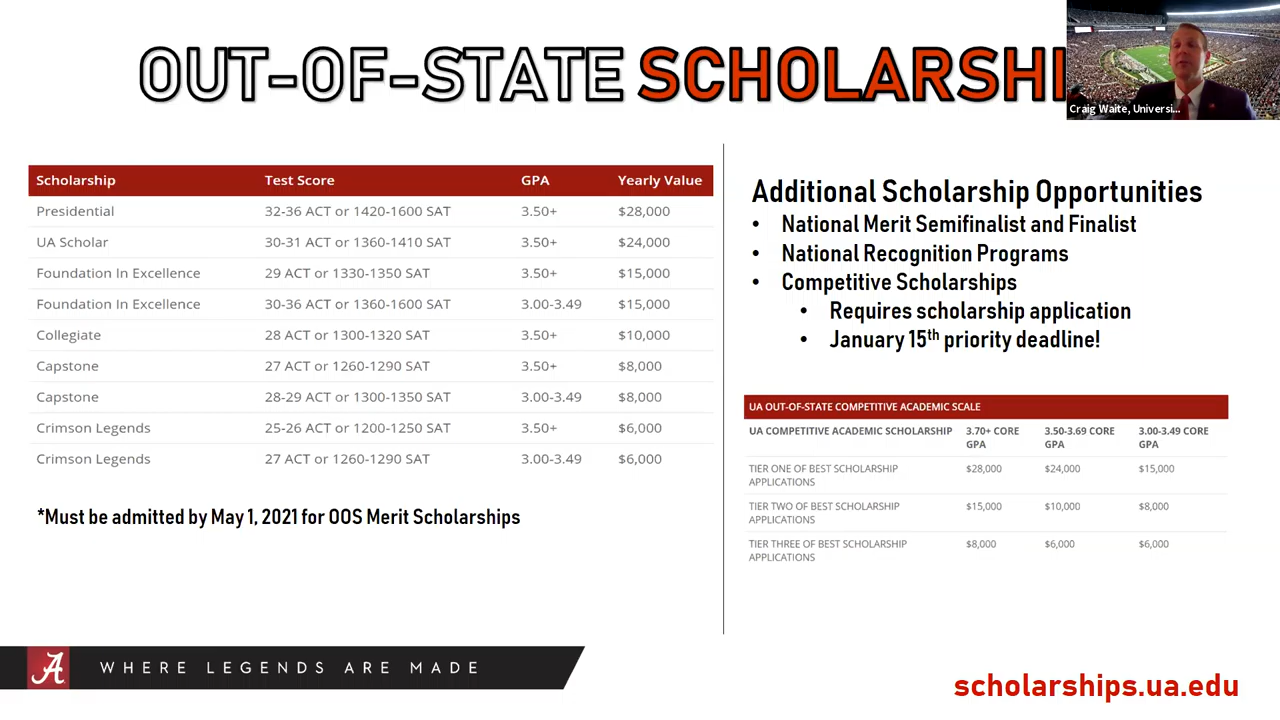 OUT-OF-STATE SCHOLARSHI
Craig Waite, Universi...
Scholarship Test Score GPA Yearly Value
Presidential 32-36 ACT or 1420-1600 SAT 3.50+ $28,000
UA Scholar 30-31 ACT or 1360-1410 SAT 3.50+ $24,000
Foundation In Excellence 29 ACT or 1330-1350 SAT 3.50+ $15,000
Foundation In Excellence 30-36 ACT or 1360-1600 SAT 3.00-3.49 $15,000
Collegiate 28 ACT or 1300-1320 SAT 3.50+ $10,000
Capstone 27 ACT or 1260-1290 SAT 3.50+ $8,000
Capstone 28-29 ACT or 1300-1350 SAT 3.00-3.49 $8,000
Crimson Legends 25-26 ACT or 1200-1250 SAT 3.50+ $6,000
Crimson Legends 27 ACT or 1260-1290 SAT 3.00-3.49 $6,000
*Must be admitted by May 1, 2021 for OOS Merit Scholarships
Additional Scholarship Opportunities
• National Merit Semifinalist and Finalist
• National Recognition Programs
• Competitive Scholarships
• Requires scholarship application
• January 15th priority deadline!
UA OUT-OF-STATE COMPETITIVE ACADEMIC SCALE
UA COMPETITIVE ACADEMIC SCHOLARSHIP 3.70+ CORE 3.50-3.69 CORE 3.00-3.49 CORE
GPA GPA GPA
TIER ONE OF BEST SCHOLARSHIP $28,000 $24,000 $15,000
APPLICATIONS
TIER TWO OF BEST SCHOLARSHIP $15,000 $10,000 $8,000
APPLICATIONS
TIER THREE OF BEST SCHOLARSHIP $8,000 $6,000 $6,000
APPLICATIONS
A WHERE LEGENDS ARE MADE
scholarships.ua.edu